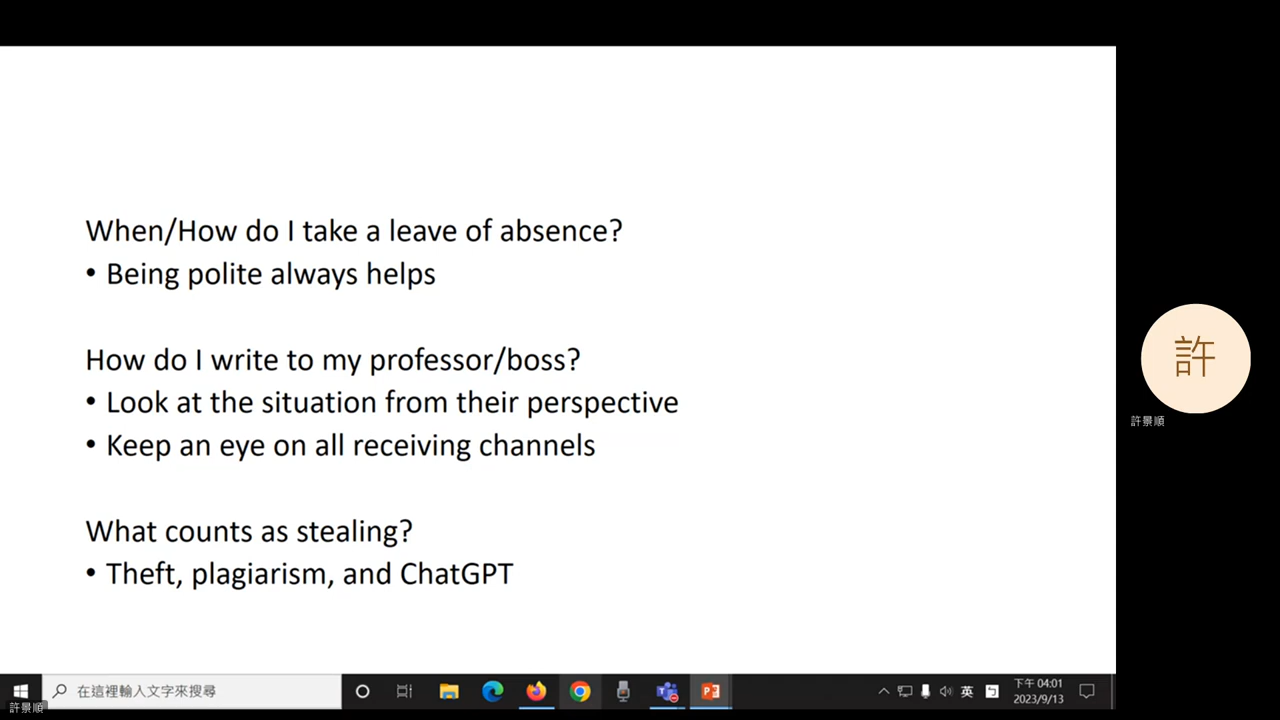 When/How do I take a leave of absence?
• Being polite always helps
How do I write to my professor/boss?
• Look at the situation from their perspective
• Keep an eye on all receiving channels
What counts as stealing?
• Theft, plagiarism, and ChatGPT
許
許景順
在這裡輸入文字來搜尋
英
下午 04:01
2023/9/13
許景順